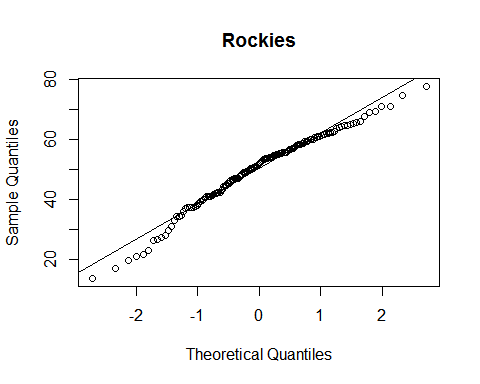 Rockies
Sample Quantiles
80
60
40
20
-2 -1 0 1 2
Theoretical Quantiles